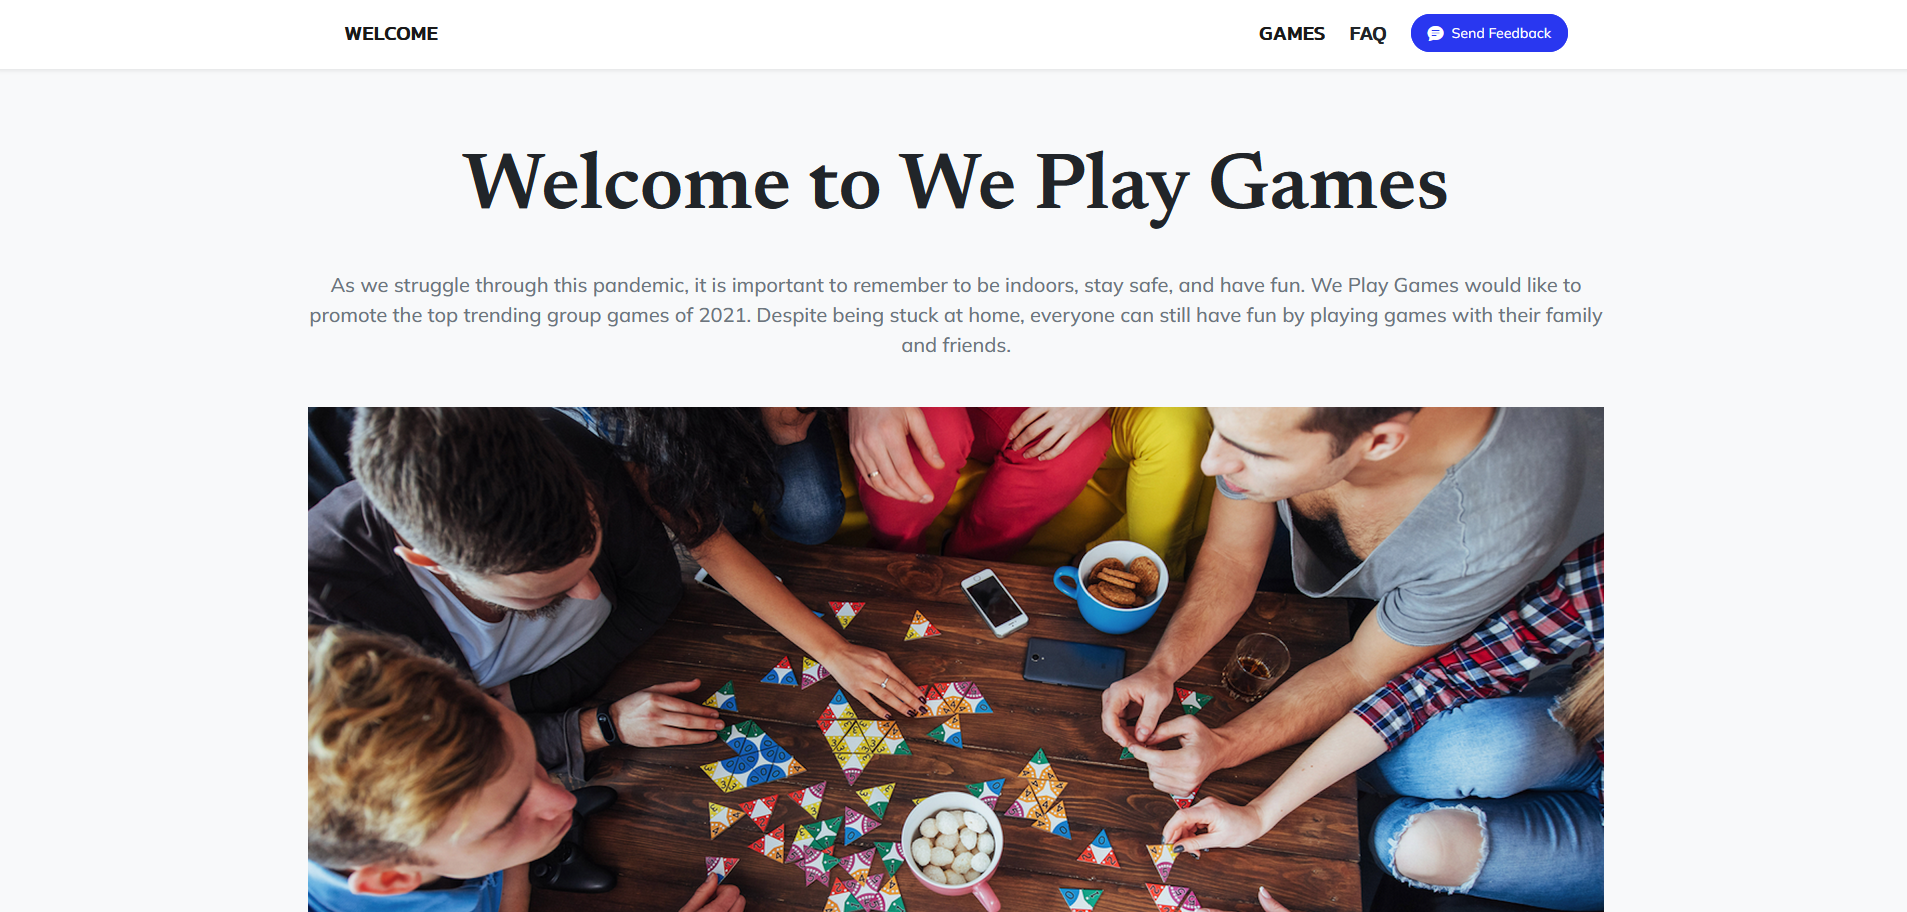 WELCOME
GAMES FAQ Send Feedback
Welcome to We Play Games
As we struggle through this pandemic, it is important to remember to be indoors, stay safe, and have fun. We Play Games would like to
promote the top trending group games of 2021. Despite being stuck at home, everyone can still have fun by playing games with their family
and friends.